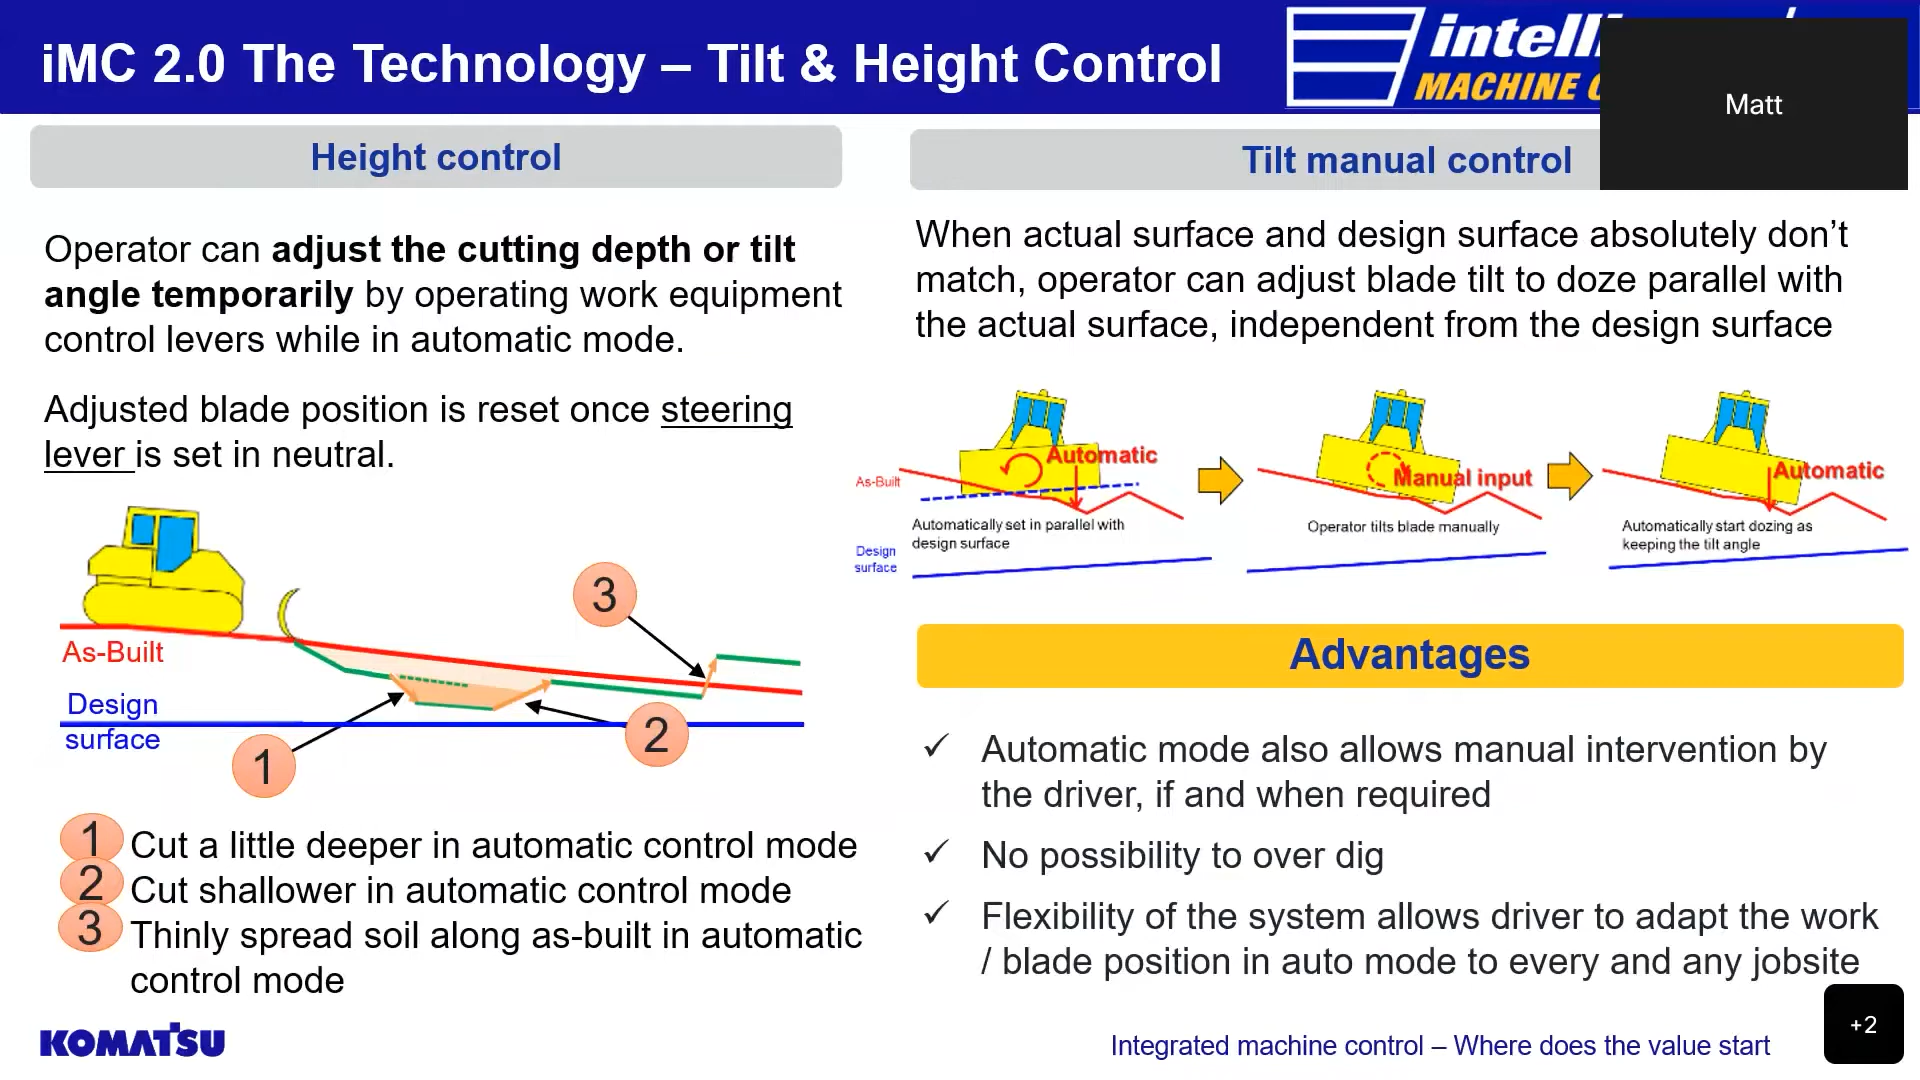 iMC 2.0 The Technology – Tilt & Height Control
MACHINE
Matt
Height control
Tilt manual control
Operator can adjust the cutting depth or tilt
angle temporarily by operating work equipment
control levers while in automatic mode.
Adjusted blade position is reset once steering
lever is set in neutral.
As-Built
Design
surface
1
2
3
1 Cut a little deeper in automatic control mode
2 Cut shallower in automatic control mode
3 Thinly spread soil along as-built in automatic
control mode
When actual surface and design surface absolutely don’t
match, operator can adjust blade tilt to doze parallel with
the actual surface, independent from the design surface
As-Built
Automatic
Automatically set in parallel with
design surface
Design
surface
Manual input
Operator tilts blade manually
Automatic
Automatically start dozing as
keeping the tilt angle
Advantages
✓ Automatic mode also allows manual intervention by
the driver, if and when required
✓ No possibility to over dig
✓ Flexibility of the system allows driver to adapt the work
/ blade position in auto mode to every and any jobsite
KOMATSU
Integrated machine control – Where does the value start
+2